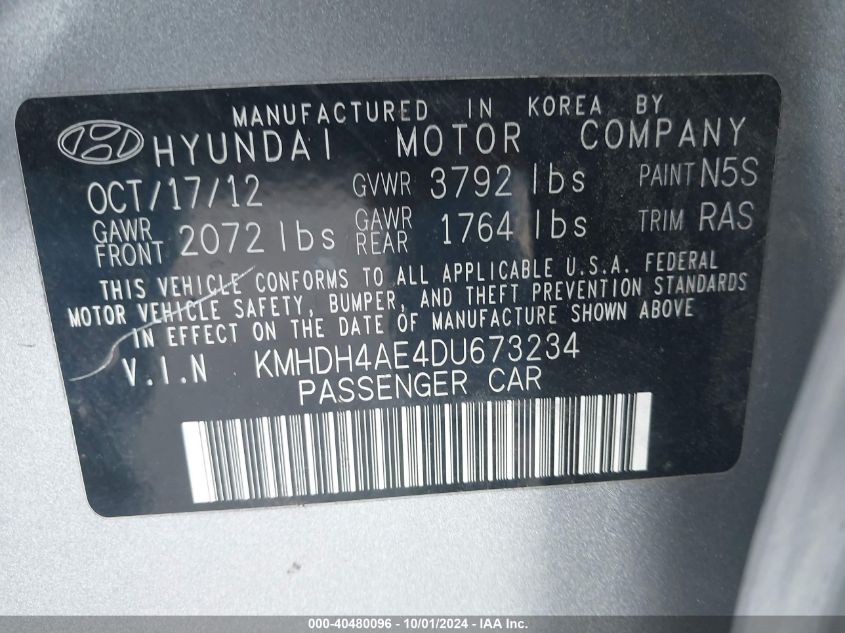 MANUFACTURED IN KOREA BY
HYUNDAI MOTOR COMPANY
OCT/17/12 GVWR 3792 lbs PAINT N5S
GAWR FRONT 2072 lbs GAWR REAR 1764 lbs TRIM RAS
THIS VEHICLE CONFORMS TO ALL APPLICABLE U.S.A. FEDERAL
MOTOR VEHICLE SAFETY, BUMPER, AND THEFT PREVENTION STANDARDS
IN EFFECT ON THE DATE OF MANUFACTURE SHOWN ABOVE
V.I.N KMHDH4AE4DU673234
PASSENGER CAR
000-40480096 - 10/01/2024 - IAA Inc.